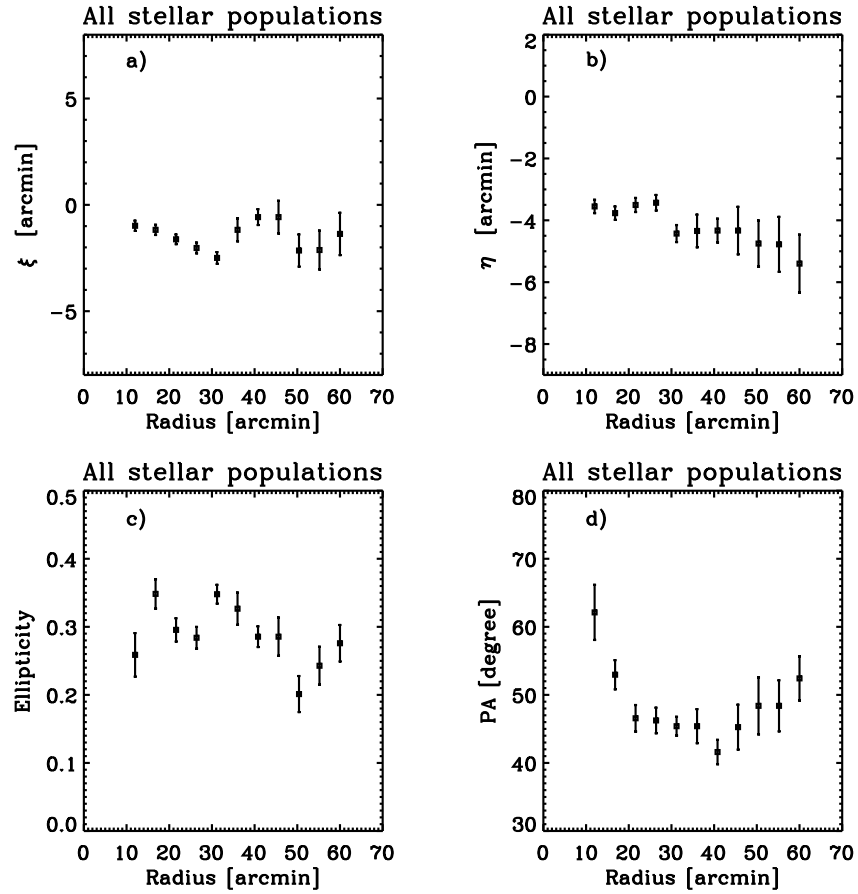 All stellar populations
a)
5
0
−5
ξ [arcmin]
0 10 20 30 40 50 60 70
Radius [arcmin]
All stellar populations
b)
2
0
−2
−4
−6
−8
η [arcmin]
0 10 20 30 40 50 60 70
Radius [arcmin]
All stellar populations
c)
0.5
0.4
0.3
0.2
0.1
0.0
Ellipticity
0 10 20 30 40 50 60 70
Radius [arcmin]
All stellar populations
d)
80
70
60
50
40
30
PA [degree]
0 10 20 30 40 50 60 70
Radius [arcmin]